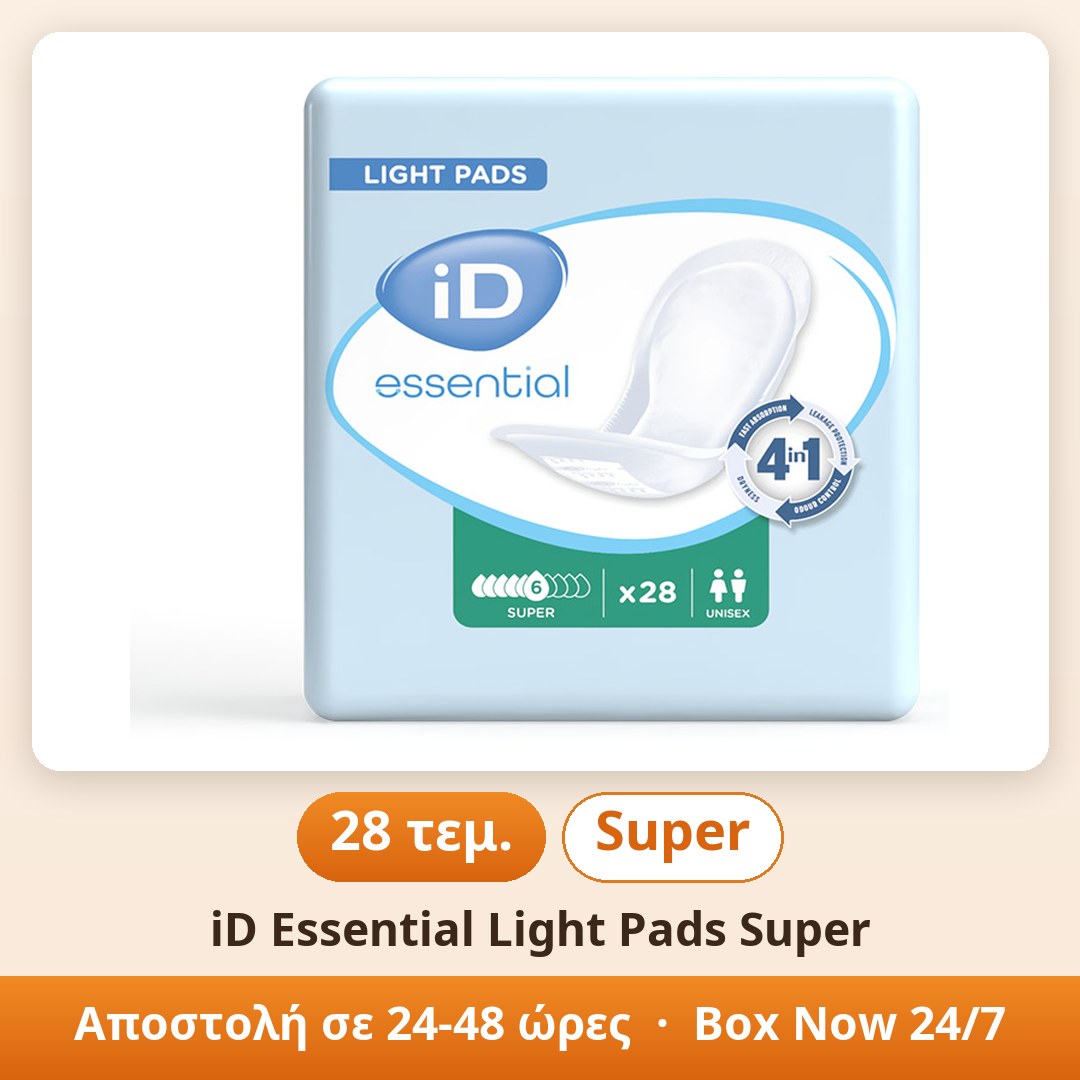 LIGHT PADS
iD
essential
FAST ABSORPTION
LEAKAGE PROTECTION
4in1
DRYNESS
ODOUR CONTROL
6
SUPER
x28
UNISEX
28 τεμ.
Super
iD Essential Light Pads Super
Αποστολή σε 24-48 ώρες · Box Now 24/7